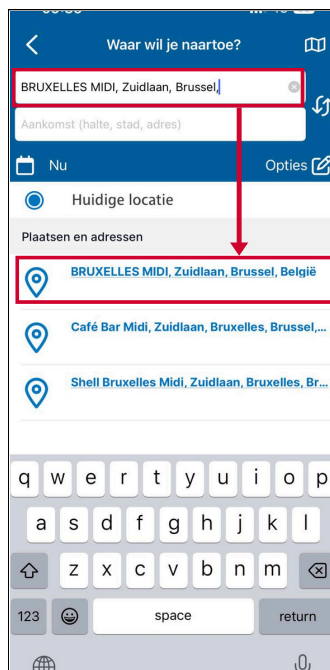 Waar wil je naartoe?
BRUXELLES MIDI, Zuidlaan, Brussel,
Aankomst (halte, stad, adres)
Nu
Opties
Huidige locatie
Plaatsen en adressen
BRUXELLES MIDI, Zuidlaan, Brussel, België
Café Bar Midi, Zuidlaan, Bruxelles, Brussel,...
Shell Bruxelles Midi, Zuidlaan, Bruxelles, Br...
q w e r t y u i o p
a s d f g h j k l
z x c v b n m
123 space return